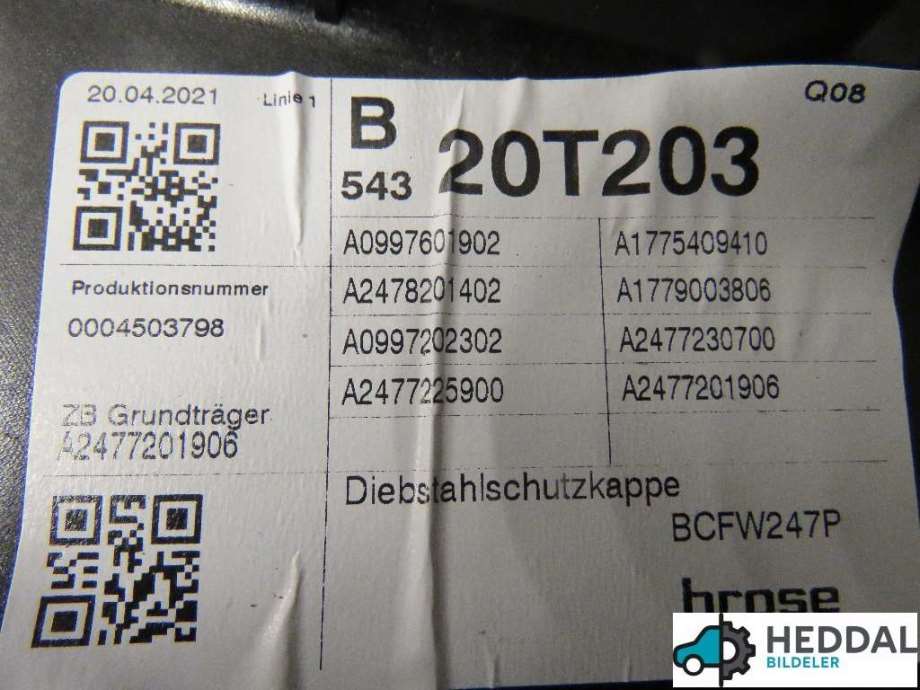 20.04.2021 Linie 1
Produktionsnummer
0004503798
ZB Grundträger
A2477201906
B Q08
543 20T203
A0997601902 A1775409410
A2478201402 A1779003806
A0997202302 A2477230700
A2477225900 A2477201906
Diebstahlschutzkappe
BCFW247P
brose
HEDDAL
BILDELER